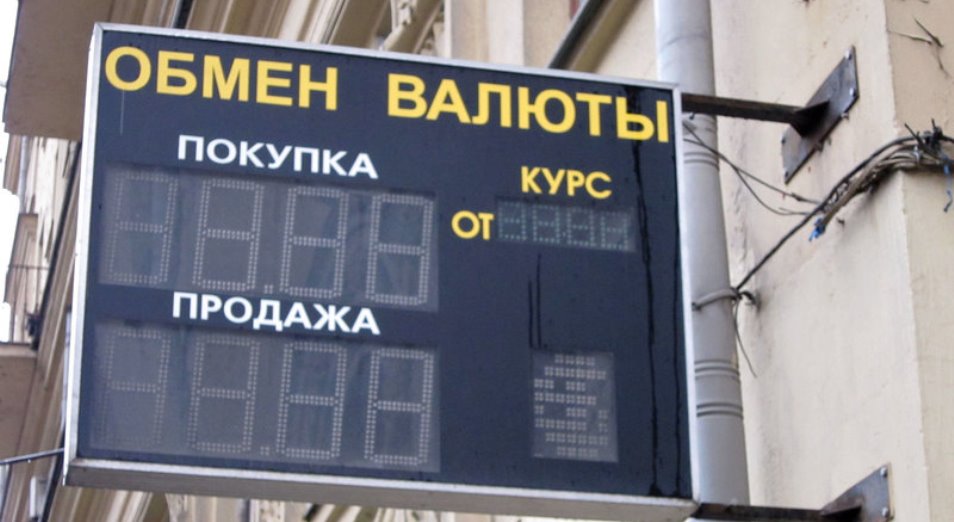 ОБМЕН ВАЛЮТЫ
ПОКУПКА
КУРС
ОТ
ПРОДАЖА